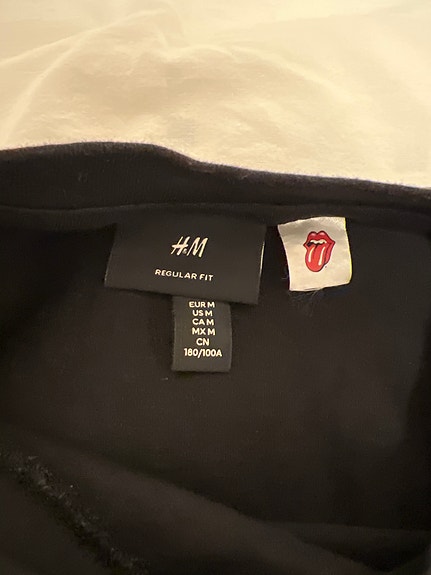 H&M
REGULAR FIT
EUR M
US M
CA M
MX M
CN
180/100A